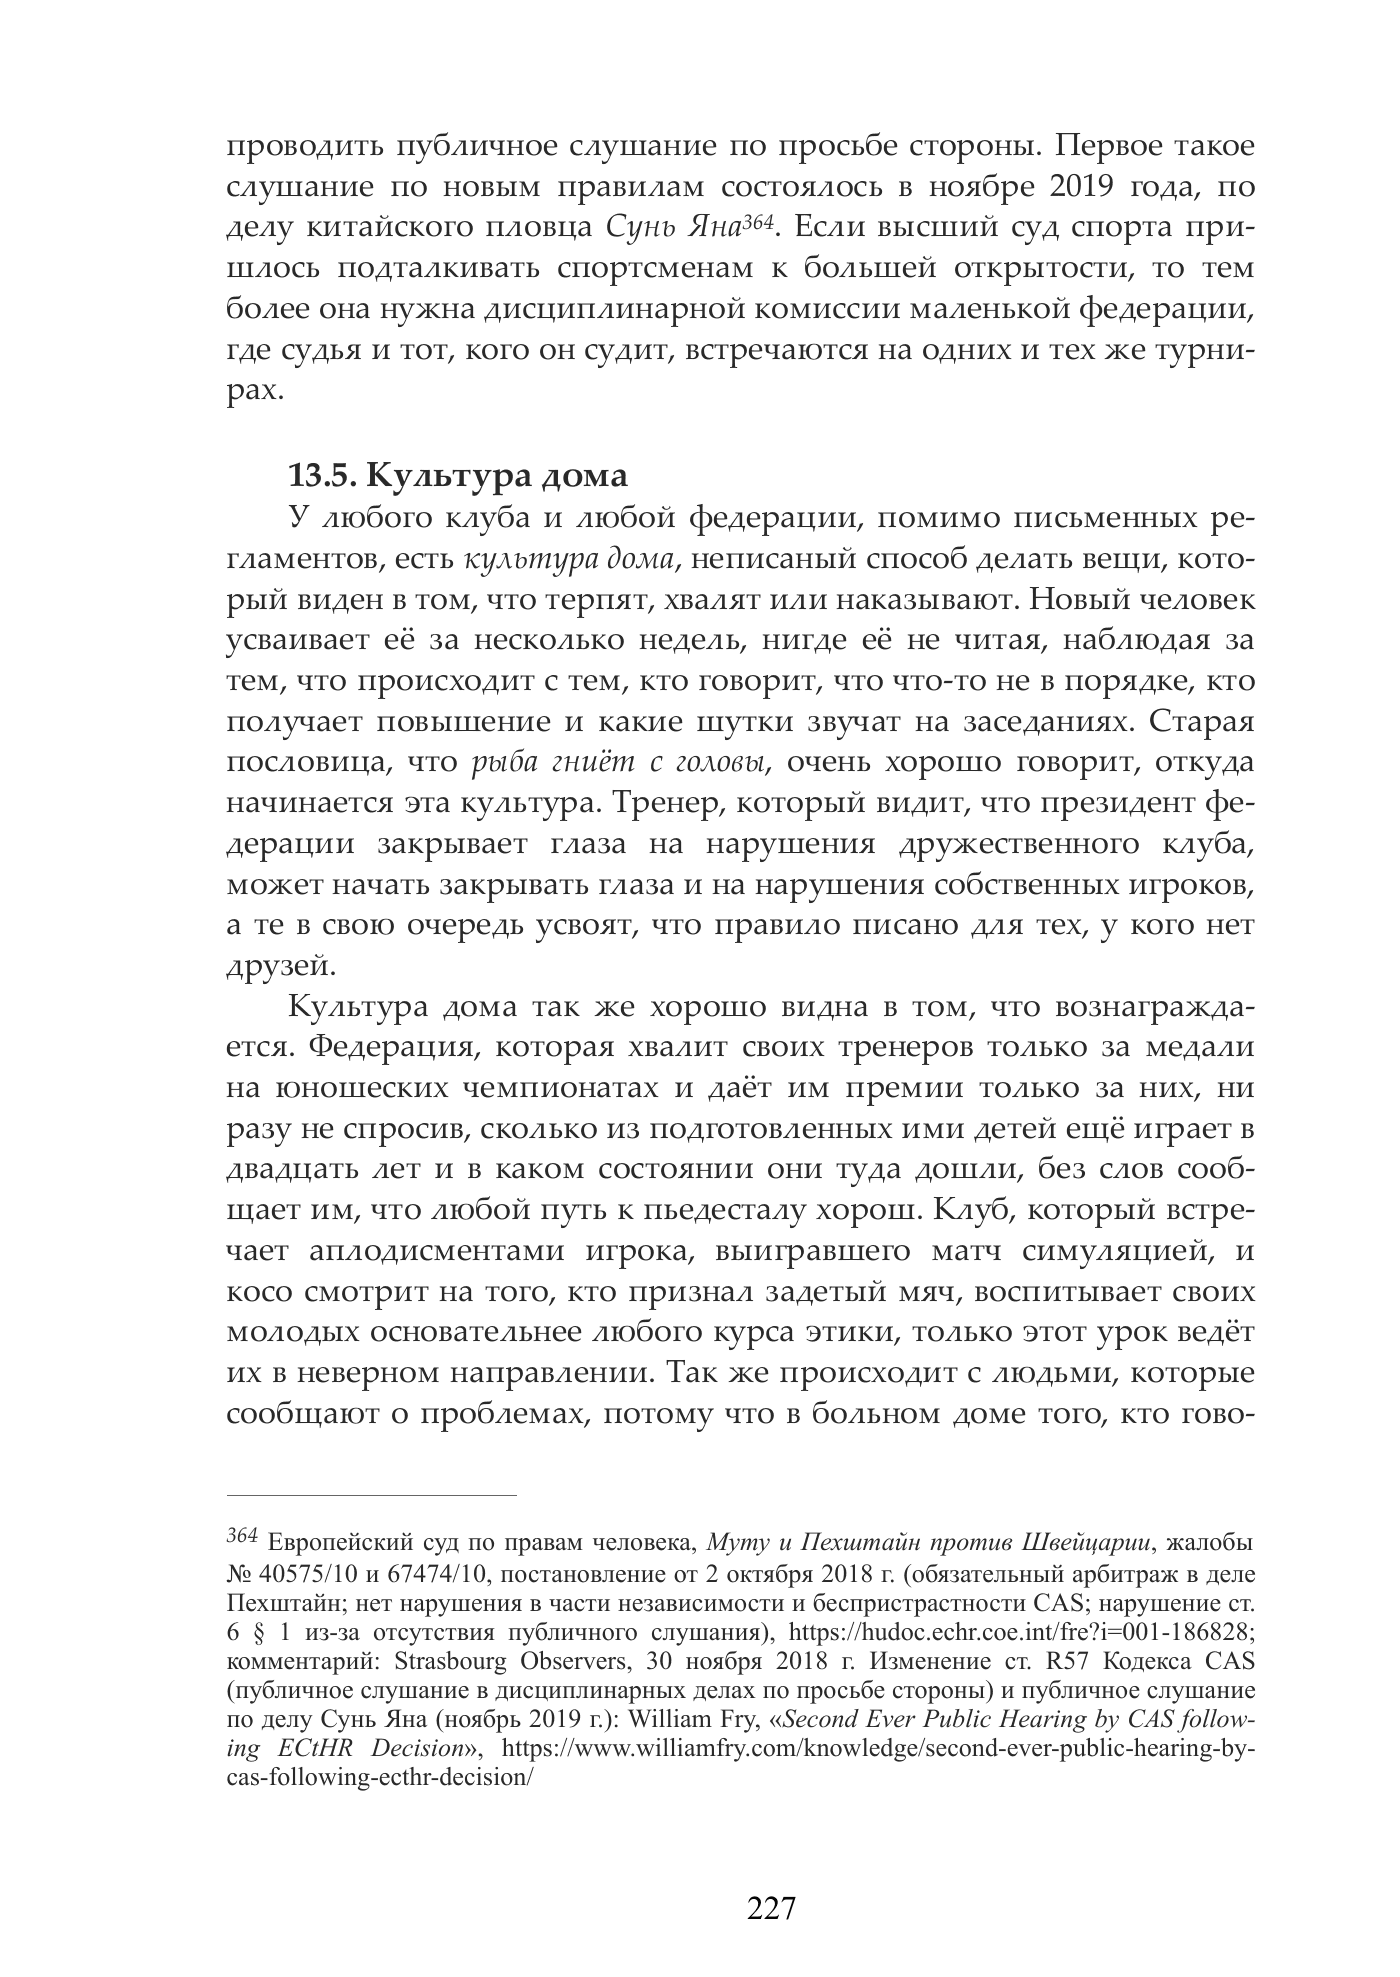 проводить публичное слушание по просьбе стороны. Первое такое
слушание по новым правилам состоялось в ноябре 2019 года, по
делу китайского пловца Сунь Яна364. Если высший суд спорта при-
шлось подталкивать спортсменам к большей открытости, то тем
более она нужна дисциплинарной комиссии маленькой федерации,
где судья и тот, кого он судит, встречаются на одних и тех же турни-
рах.
13.5. Культура дома
У любого клуба и любой федерации, помимо письменных ре-
гламентов, есть культура дома, неписаный способ делать вещи, кото-
рый виден в том, что терпят, хвалят или наказывают. Новый человек
усваивает её за несколько недель, нигде её не читая, наблюдая за
тем, что происходит с тем, кто говорит, что что-то не в порядке, кто
получает повышение и какие шутки звучат на заседаниях. Старая
пословица, что рыба гниёт с головы, очень хорошо говорит, откуда
начинается эта культура. Тренер, который видит, что президент фе-
дерации закрывает глаза на нарушения дружественного клуба,
может начать закрывать глаза и на нарушения собственных игроков,
а те в свою очередь усвоят, что правило писано для тех, у кого нет
друзей.
Культура дома так же хорошо видна в том, что вознагражда-
ется. Федерация, которая хвалит своих тренеров только за медали
на юношеских чемпионатах и даёт им премии только за них, ни
разу не спросив, сколько из подготовленных ими детей ещё играет в
двадцать лет и в каком состоянии они туда дошли, без слов сооб-
щает им, что любой путь к пьедесталу хорош. Клуб, который встре-
чает аплодисментами игрока, выигравшего матч симуляцией, и
косо смотрит на того, кто признал задетый мяч, воспитывает своих
молодых основательнее любого курса этики, только этот урок ведёт
их в неверном направлении. Так же происходит с людьми, которые
сообщают о проблемах, потому что в больном доме того, кто гово-
364 Европейский суд по правам человека, Муту и Пехштайн против Швейцарии, жалобы
№ 40575/10 и 67474/10, постановление от 2 октября 2018 г. (обязательный арбитраж в деле
Пехштайн; нет нарушения в части независимости и беспристрастности CAS; нарушение ст.
6 § 1 из-за отсутствия публичного слушания), https://hudoc.echr.coe.int/fre?i=001-186828;
комментарий: Strasbourg Observers, 30 ноября 2018 г. Изменение ст. R57 Кодекса CAS
(публичное слушание в дисциплинарных делах по просьбе стороны) и публичное слушание
по делу Сунь Яна (ноябрь 2019 г.): William Fry, «Second Ever Public Hearing by CAS follow-
ing ECtHR Decision», https://www.williamfry.com/knowledge/second-ever-public-hearing-by-
cas-following-ecthr-decision/
227